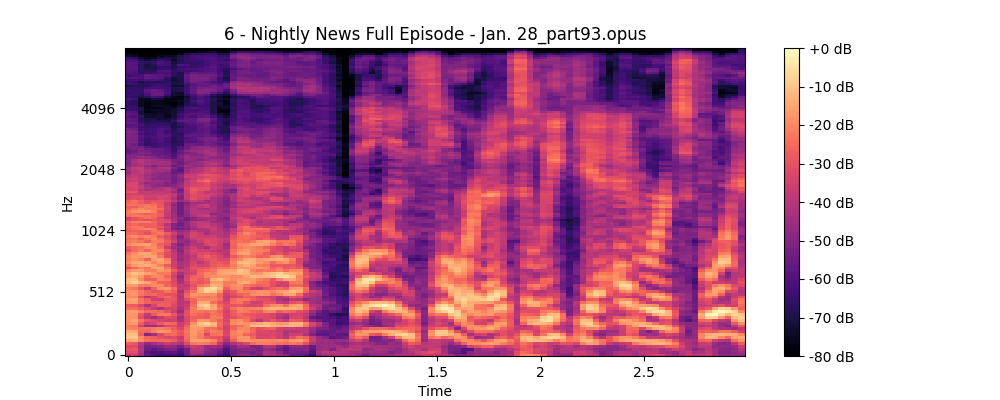 6 - Nightly News Full Episode - Jan. 28_part93.opus
Hz
4096
2048
1024
512
0
0
0.5
1
1.5
2
2.5
Time
+0 dB
-10 dB
-20 dB
-30 dB
-40 dB
-50 dB
-60 dB
-70 dB
-80 dB